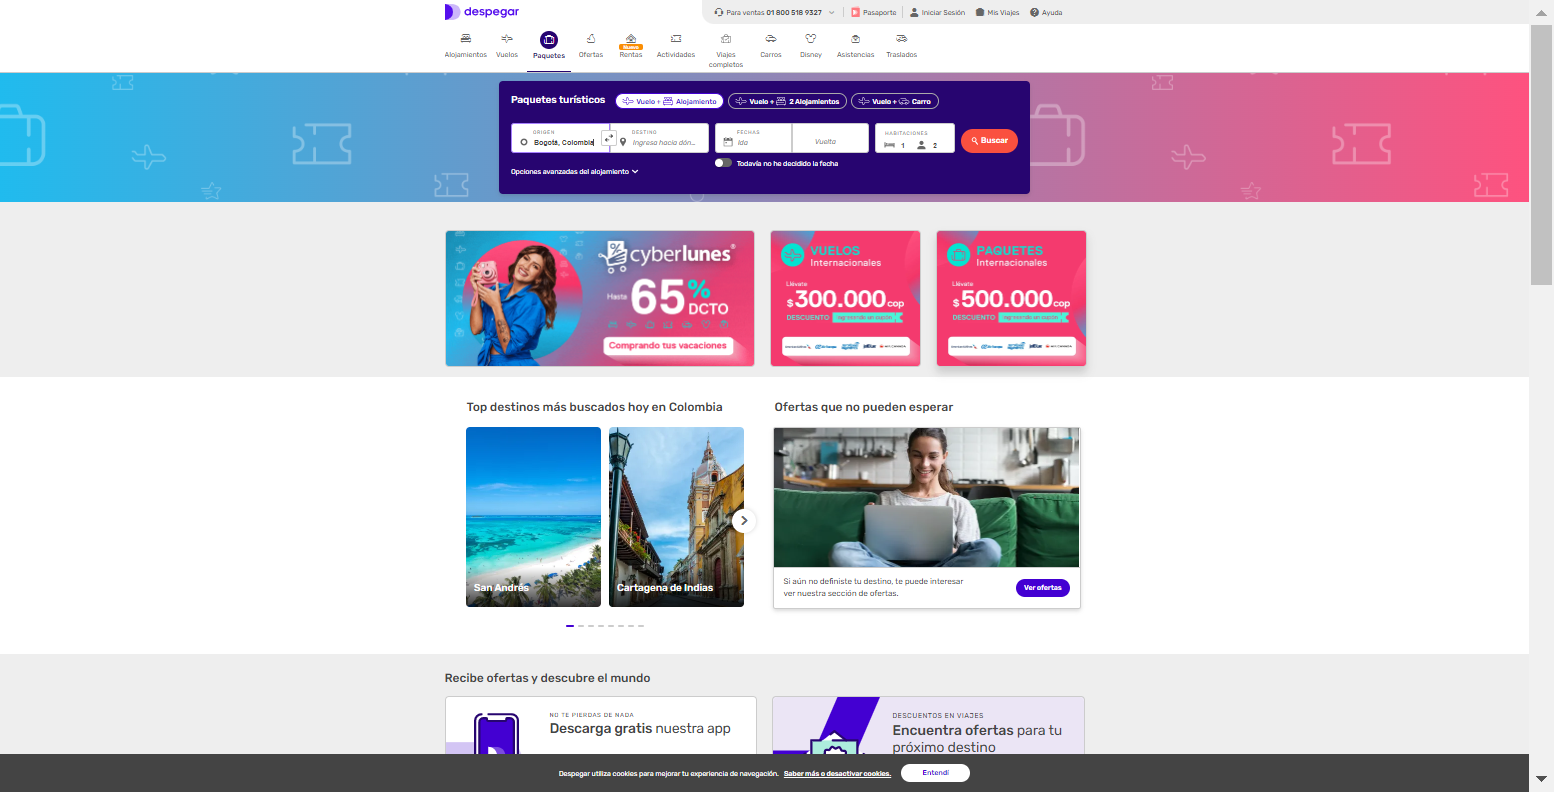 despegar
Para ventas 01 800 518 9327
Pasaporte
Iniciar Sesión
Mis Viajes
Ayuda
Alojamientos
Vuelos
Paquetes
Ofertas
Nuevo
Rentas
Actividades
Viajes
completos
Carros
Disney
Asistencias
Traslados
Paquetes turísticos
Vuelo + Alojamiento
Vuelo + 2 Alojamientos
Vuelo + Carro
ORIGEN
Bogotá, Colombia
DESTINO
Ingresa hacia dón...
FECHAS
Ida
Vuelta
HABITACIONES
1
2
Buscar
Todavía no he decidido la fecha
Opciones avanzadas del alojamiento
cyberlunes®
Hasta 65% DCTO
Comprando tus vacaciones
VUELOS
Internacionales
Llévate
$300.000 COP
DESCUENTO
PAQUETES
Internacionales
Llévate
$500.000 COP
DESCUENTO
Top destinos más buscados hoy en Colombia
San Andrés
Cartagena de Indias
Ofertas que no pueden esperar
Si aún no definiste tu destino, te puede interesar
ver nuestra sección de ofertas.
Ver ofertas
Recibe ofertas y descubre el mundo
NO TE PIERDAS DE NADA
Descarga gratis nuestra app
DESCUENTOS EN VIAJES
Encuentra ofertas para tu
próximo destino
Despegar utiliza cookies para mejorar tu experiencia de navegación. Saber más o desactivar cookies.
Entendí